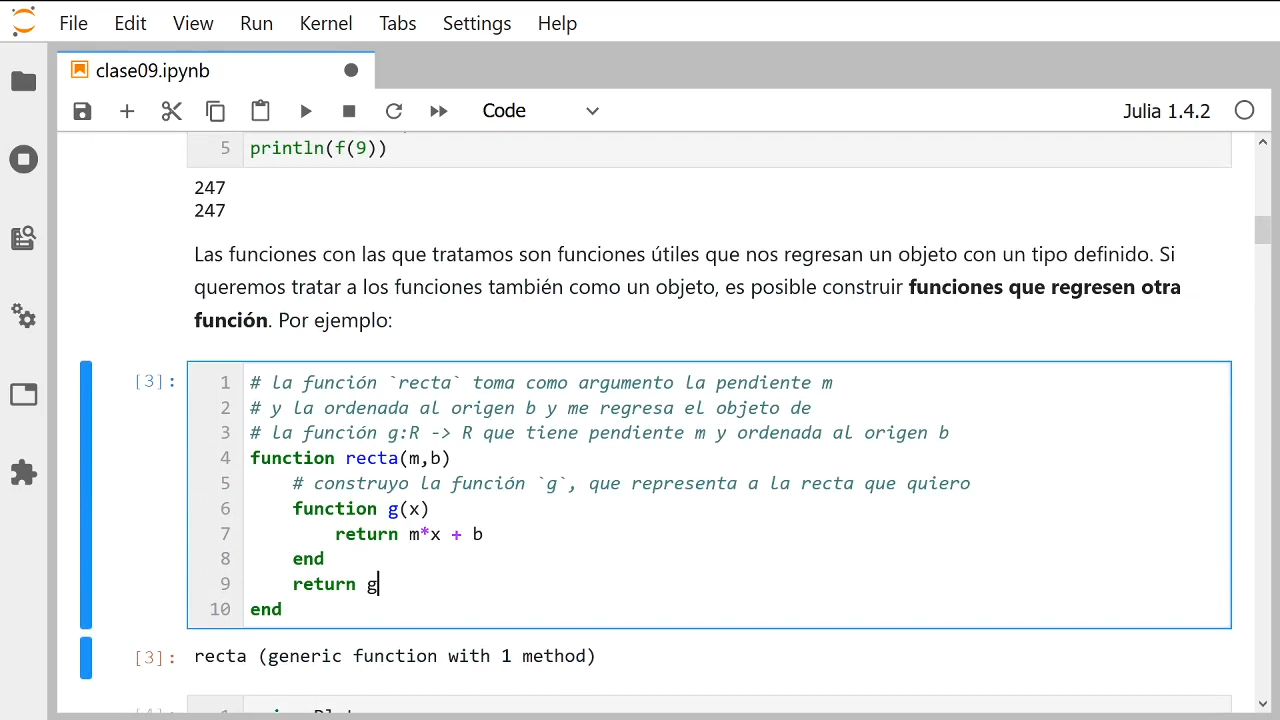 File Edit View Run Kernel Tabs Settings Help
clase09.ipynb
Code Julia 1.4.2
5 println(f(9))
247
247
Las funciones con las que tratamos son funciones útiles que nos regresan un objeto con un tipo definido. Si
queremos tratar a los funciones también como un objeto, es posible construir funciones que regresen otra
función. Por ejemplo:
[3]: 1 # la función `recta` toma como argumento la pendiente m
2 # y la ordenada al origen b y me regresa el objeto de
3 # la función g:R -> R que tiene pendiente m y ordenada al origen b
4 function recta(m,b)
5 # construyo la función `g`, que representa a la recta que quiero
6 function g(x)
7 return m*x + b
8 end
9 return g
10 end
[3]: recta (generic function with 1 method)